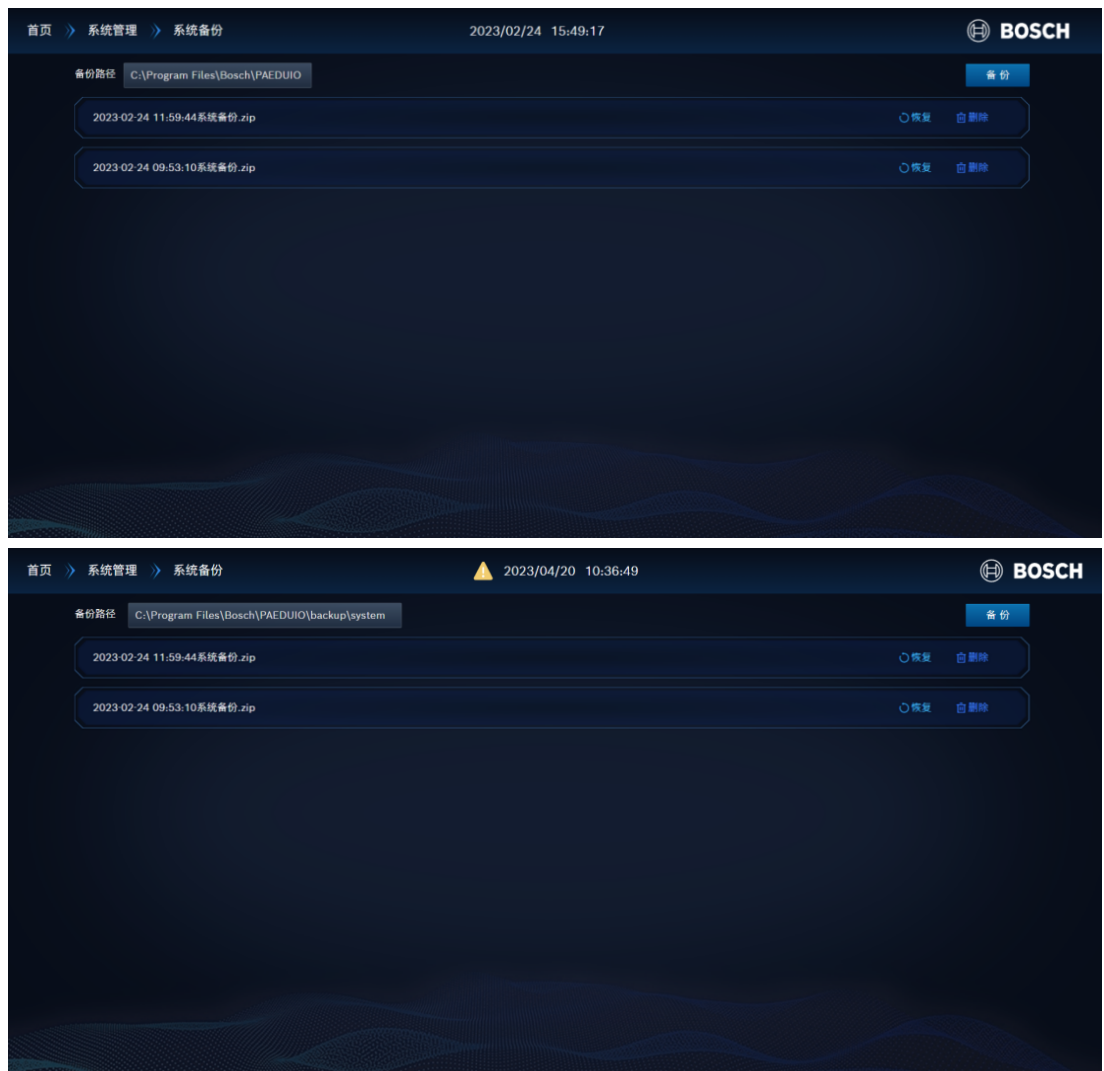 首页 》 系统管理 》 系统备份 2023/02/24 15:49:17 BOSCH
备份路径 C:\Program Files\Bosch\PAEDUIO 备份
2023-02-24 11:59:44系统备份.zip 恢复 删除
2023-02-24 09:53:10系统备份.zip 恢复 删除
首页 》 系统管理 》 系统备份 2023/04/20 10:36:49 BOSCH
备份路径 C:\Program Files\Bosch\PAEDUIO\backup\system 备份
2023-02-24 11:59:44系统备份.zip 恢复 删除
2023-02-24 09:53:10系统备份.zip 恢复 删除